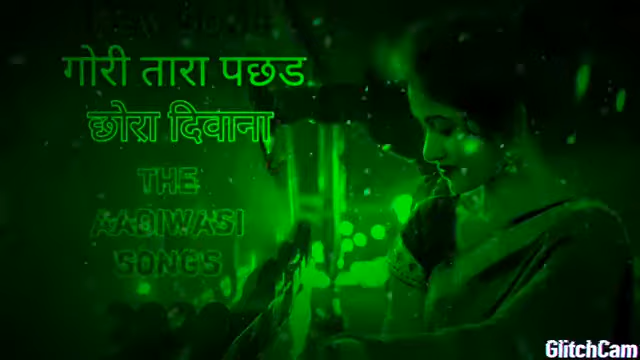 गोरी तारा पछड
छोरा दिवाना
THE
AADIWASI
SONGS
GlitchCam